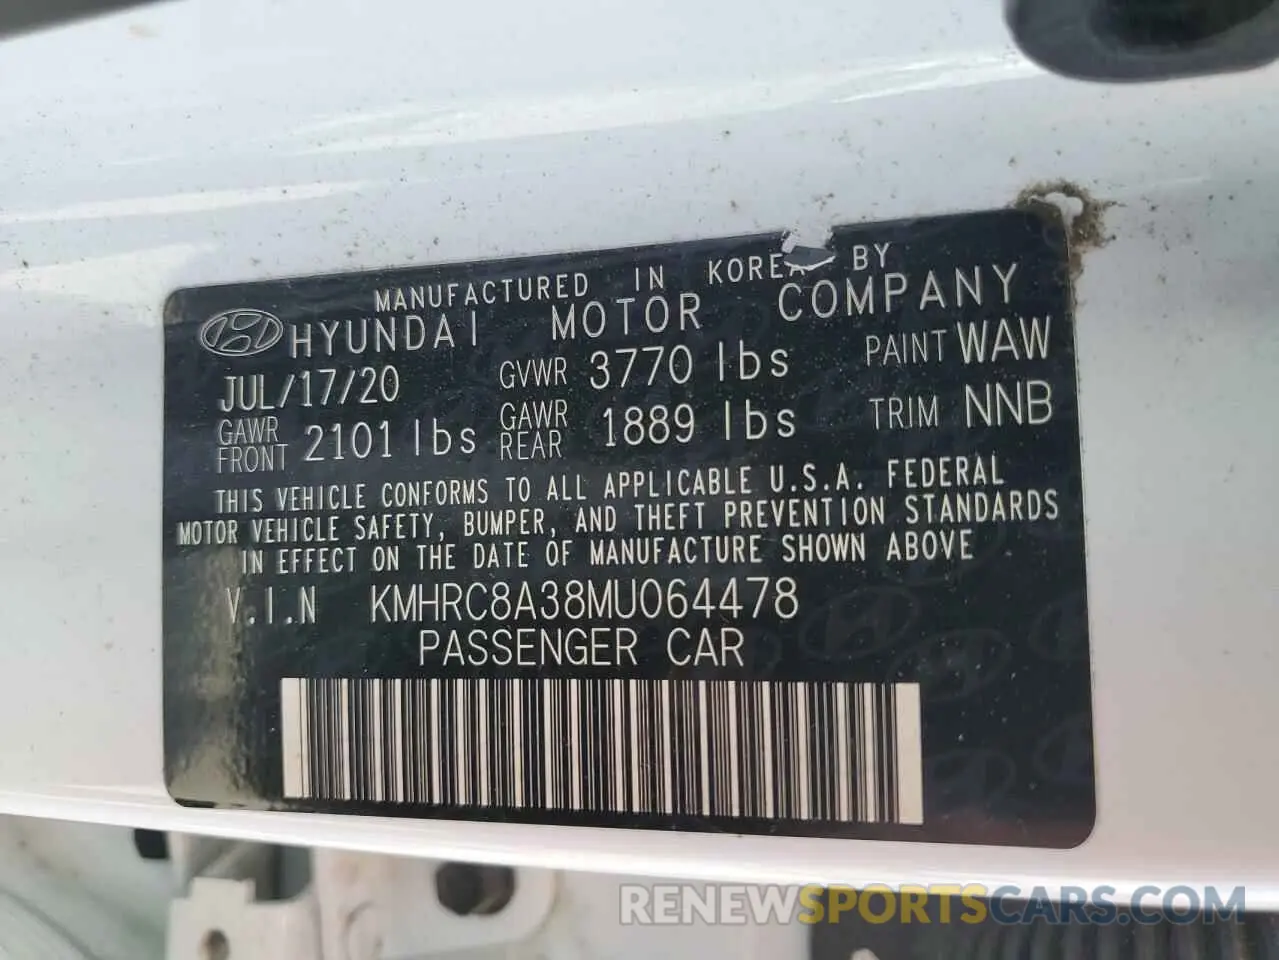 MANUFACTURED IN KOREA BY
HYUNDAI MOTOR COMPANY
JUL/17/20 GVWR 3770 lbs PAINT WAW
GAWR FRONT 2101 lbs GAWR REAR 1889 lbs TRIM NNB
THIS VEHICLE CONFORMS TO ALL APPLICABLE U.S.A. FEDERAL
MOTOR VEHICLE SAFETY, BUMPER, AND THEFT PREVENTION STANDARDS
IN EFFECT ON THE DATE OF MANUFACTURE SHOWN ABOVE
V.I.N KMHRC8A38MU064478
PASSENGER CAR
RENEWSPORTSCARS.COM